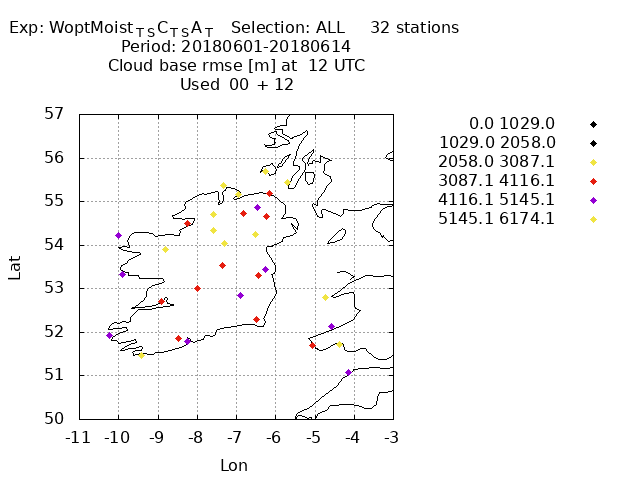 Exp: WoptMoist T S C T S A T Selection: ALL 32 stations
Period: 20180601-20180614
Cloud base rmse [m] at 12 UTC
Used 00 + 12
0.0 1029.0
1029.0 2058.0
2058.0 3087.1
3087.1 4116.1
4116.1 5145.1
5145.1 6174.1
Lat
57
56
55
54
53
52
51
50
-11 -10 -9 -8 -7 -6 -5 -4 -3
Lon